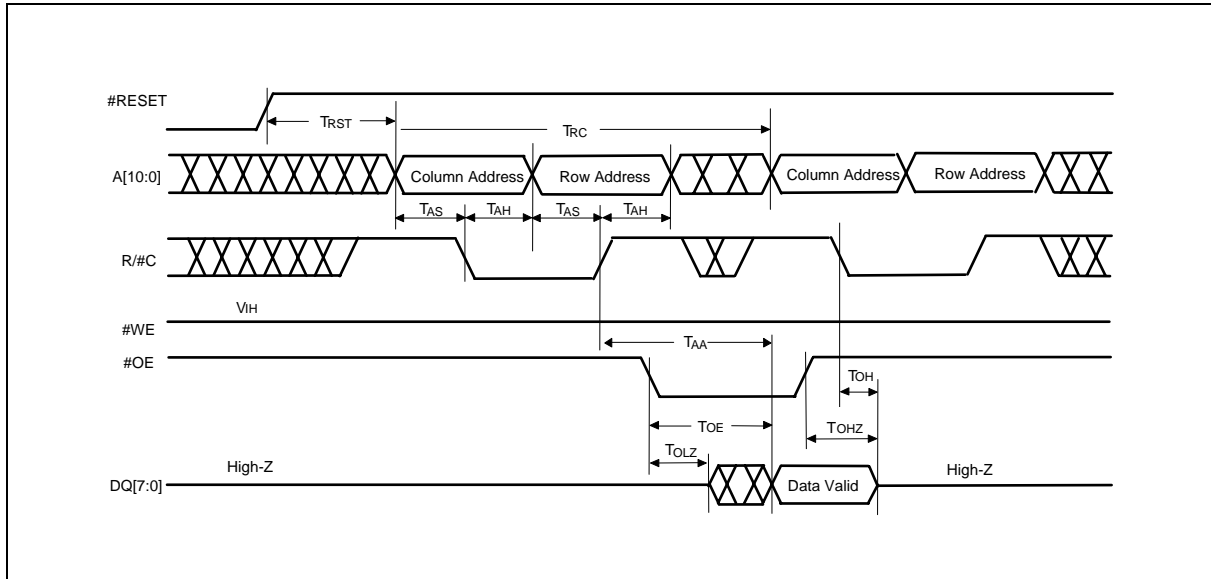 #RESET
TRST
TRC
A[10:0]
Column Address
Row Address
Column Address
Row Address
TAS
TAH
TAS
TAH
R/#C
VIH
#WE
TAA
#OE
TOH
TOE
TOHZ
TOLZ
High-Z
High-Z
DQ[7:0]
Data Valid